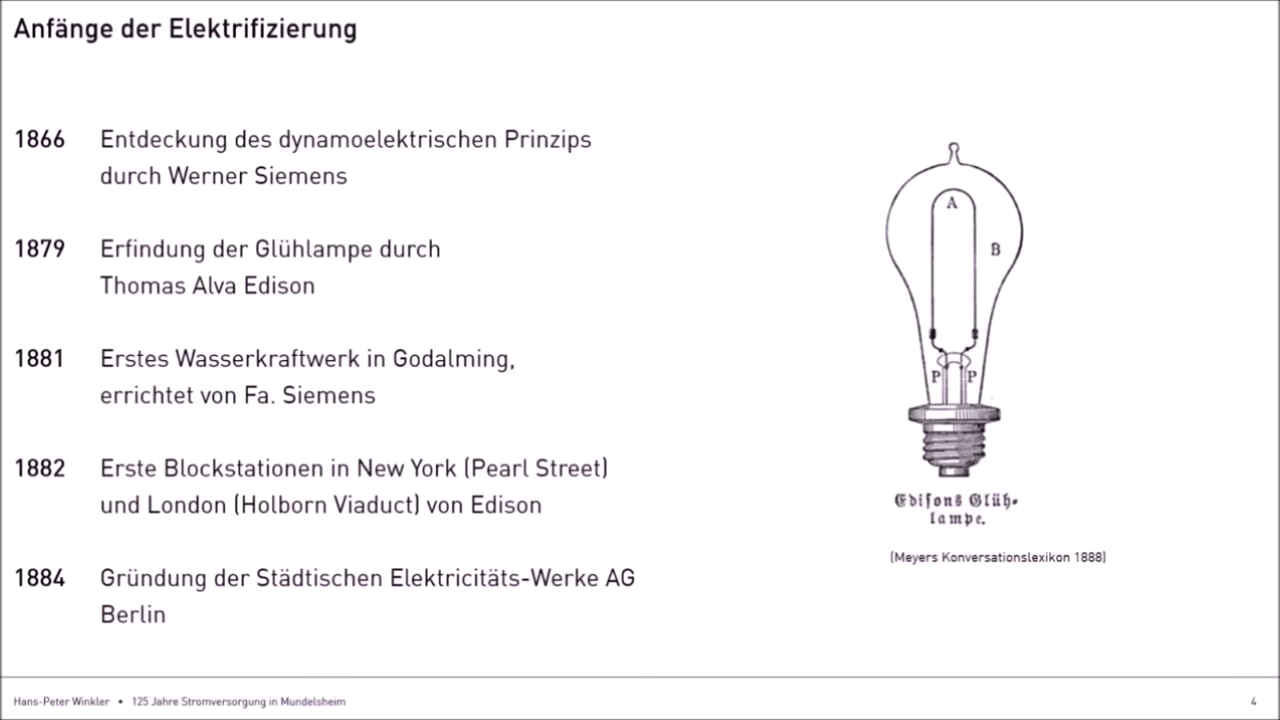 Anfänge der Elektrifizierung
1866 Entdeckung des dynamoelektrischen Prinzips
durch Werner Siemens
1879 Erfindung der Glühlampe durch
Thomas Alva Edison
1881 Erstes Wasserkraftwerk in Godalming,
errichtet von Fa. Siemens
1882 Erste Blockstationen in New York (Pearl Street)
und London (Holborn Viaduct) von Edison
1884 Gründung der Städtischen Elektricitäts-Werke AG
Berlin
A
B
P P
Ediſons Glüh-
lampe.
(Meyers Konversationslexikon 1888)
Hans-Peter Winkler • 125 Jahre Stromversorgung in Mundelsheim 4